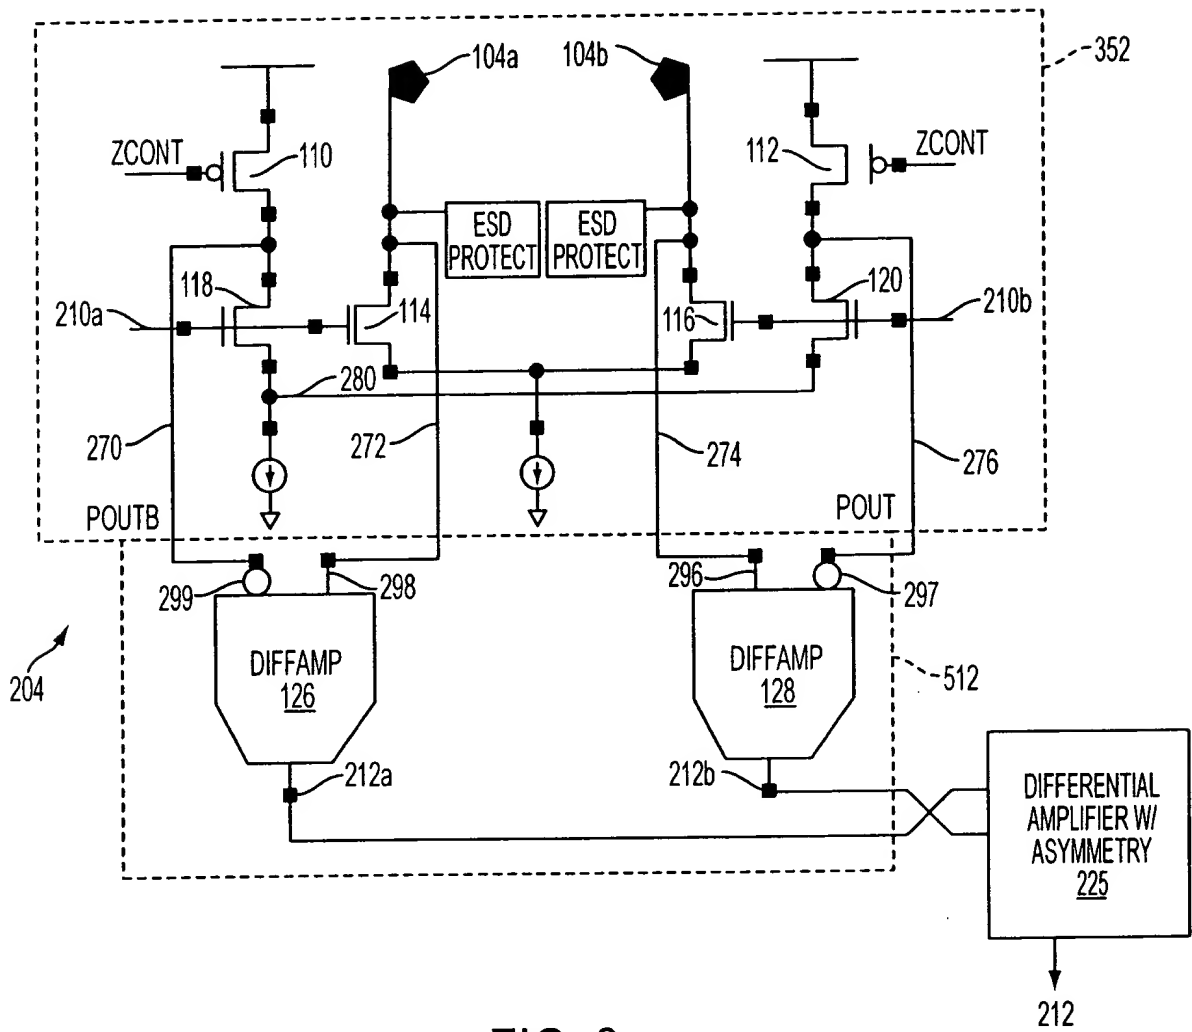 104a
104b
352
ZCONT
110
112
ZCONT
ESD
PROTECT
ESD
PROTECT
118
114
116
120
210a
210b
280
270
272
274
276
POUTB
POUT
299
298
296
297
DIFFAMP
126
DIFFAMP
128
204
512
212a
212b
DIFFERENTIAL
AMPLIFIER W/
ASYMMETRY
225
212